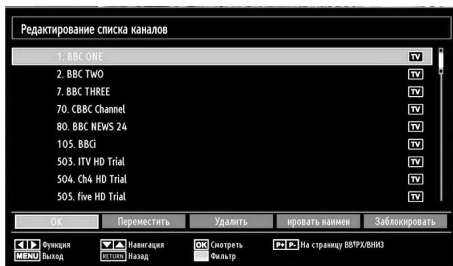 Редактирование списка каналов
1. BBC ONE TV
2. BBC TWO TV
7. BBC THREE TV
70. CBBC Channel TV
80. BBC NEWS 24 TV
105. BBCi TV
503. ITV HD Trial TV
504. Ch4 HD Trial TV
505. five HD Trial TV
OK Переместить Удалить ировать наимен Заблокировать
Функция Навигация OK Смотреть P+ P- На страницу ВВ↑РХ/ВНИЗ
MENU Выход RETURN Назад Фильтр